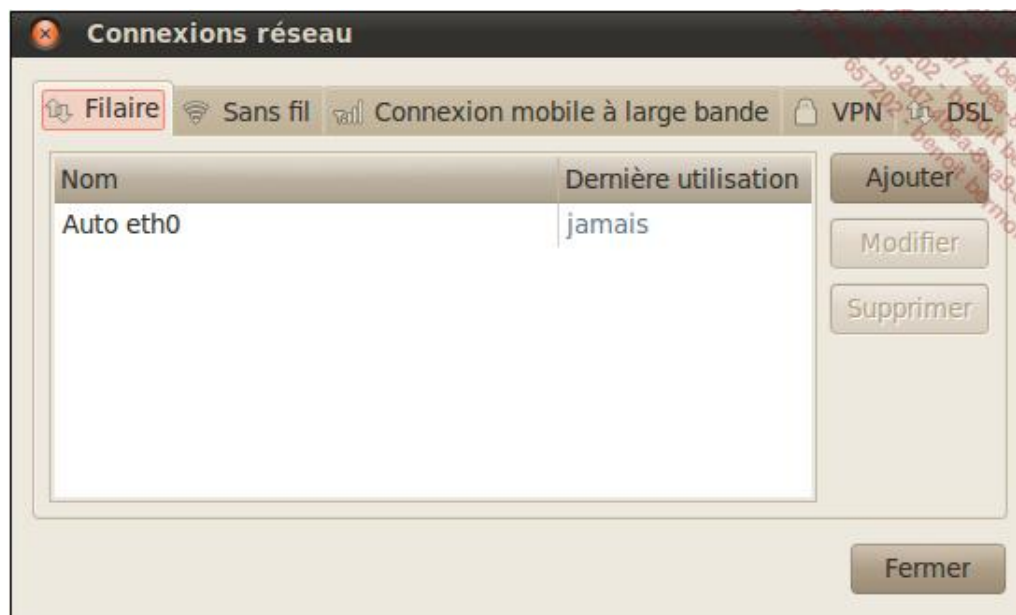 Connexions réseau
Filaire Sans fil Connexion mobile à large bande VPN DSL
Nom Dernière utilisation Ajouter
Auto eth0 jamais
Modifier
Supprimer
Fermer